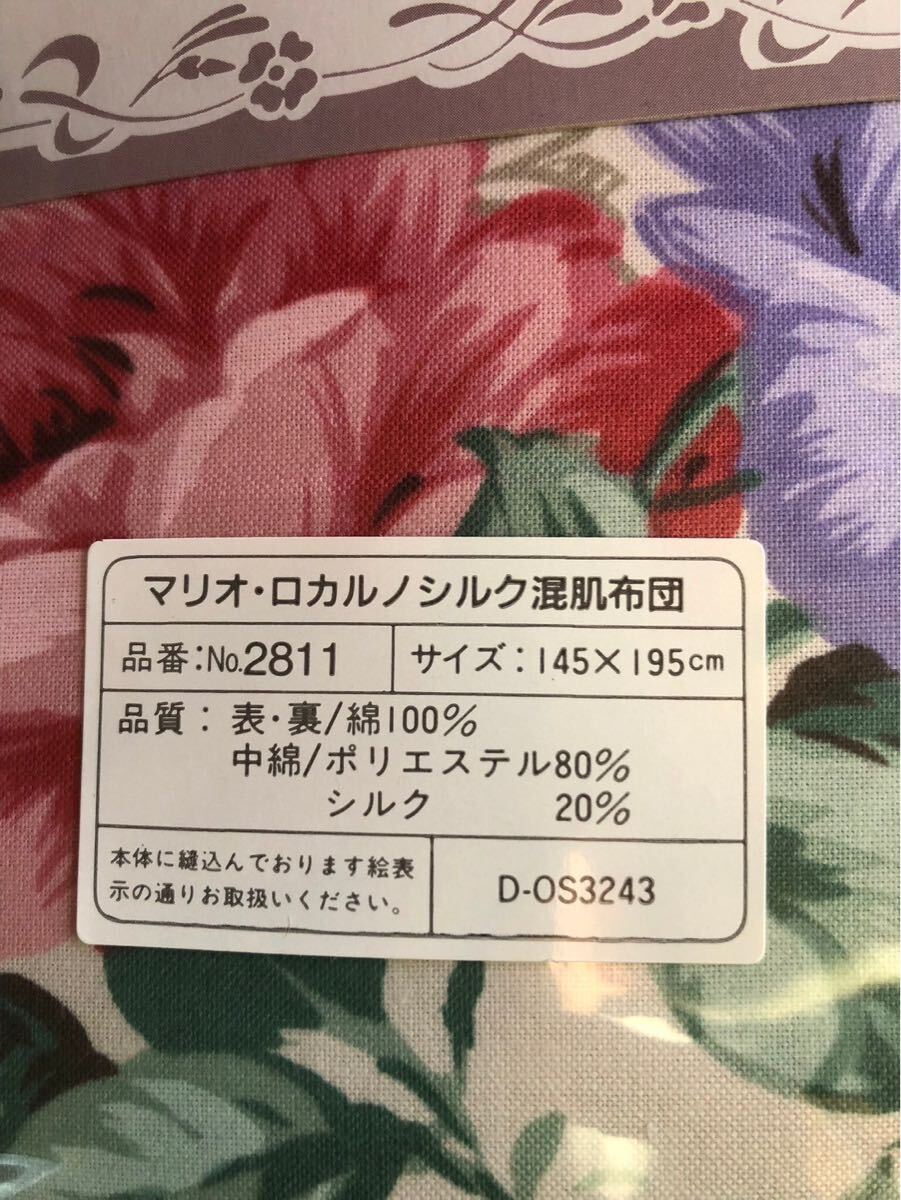 マリオ・ロカルノシルク混肌布団
品番:No.2811
サイズ:145×195cm
品質:表・裏/綿100%
中綿/ポリエステル80%
シルク 20%
本体に縫込んでおります絵表
示の通りお取扱いください。
D-OS3243